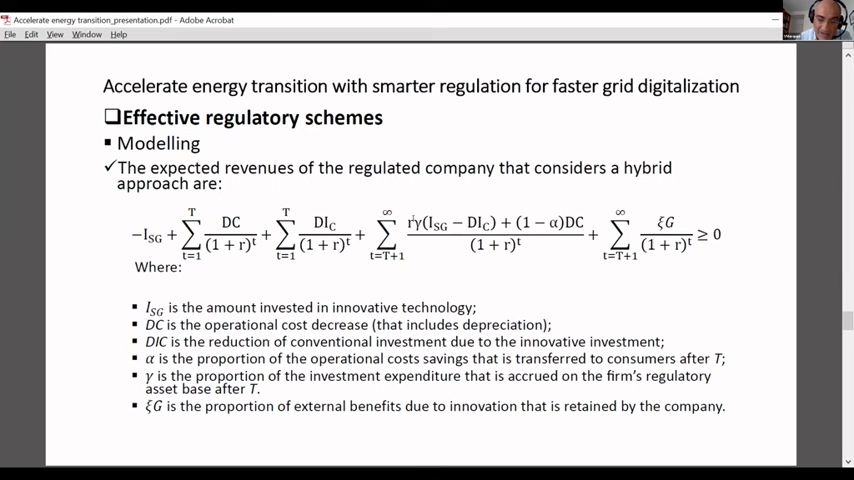 Accelerate energy transition_presentation.pdf - Adobe Acrobat
File Edit View Window Help
Accelerate energy transition with smarter regulation for faster grid digitalization
❑Effective regulatory schemes
▪ Modelling
✓The expected revenues of the regulated company that considers a hybrid
approach are:
−I_SG + ∑_{t=1}^{T} DC/(1 + r)^t + ∑_{t=1}^{T} DI_C/(1 + r)^t + ∑_{t=T+1}^{∞} (rγ(I_SG − DI_C) + (1 − α)DC)/(1 + r)^t + ∑_{t=T+1}^{∞} ξG/(1 + r)^t ≥ 0
Where:
▪ I_SG is the amount invested in innovative technology;
▪ DC is the operational cost decrease (that includes depreciation);
▪ DIC is the reduction of conventional investment due to the innovative investment;
▪ α is the proportion of the operational costs savings that is transferred to consumers after T;
▪ γ is the proportion of the investment expenditure that is accrued on the firm's regulatory
asset base after T.
▪ ξG is the proportion of external benefits due to innovation that is retained by the company.